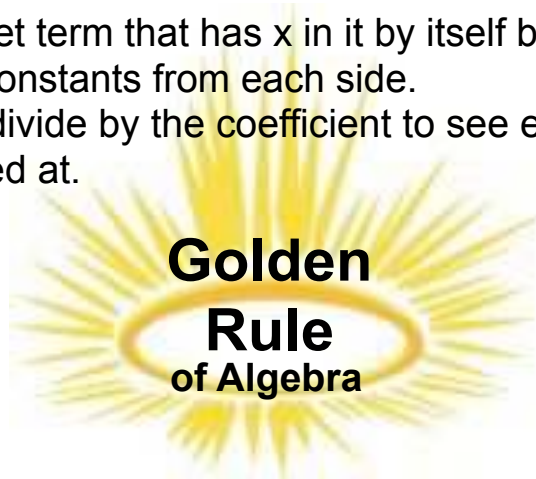 et term that has x in it by itself b
onstants from each side.
divide by the coefficient to see e
ed at.
Golden
Rule
of Algebra